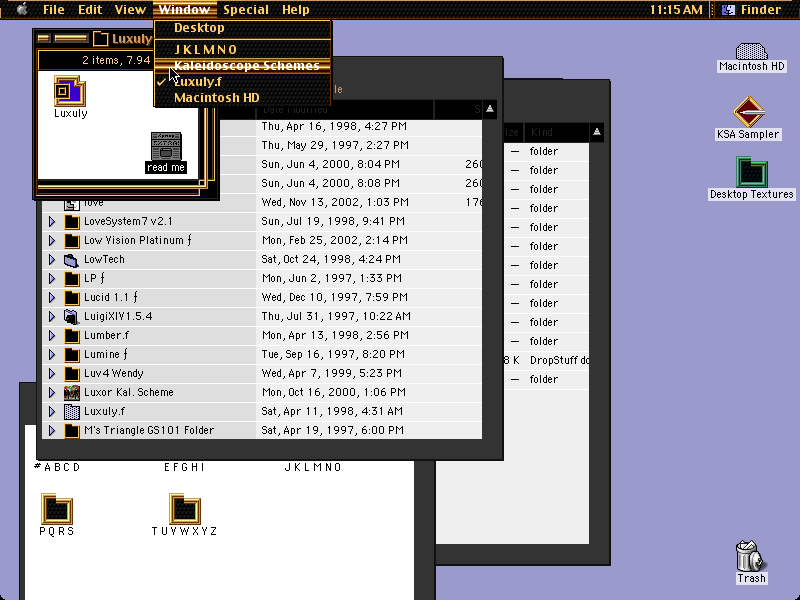 File Edit View Window Special Help 11:15 AM Finder
Desktop
J K L M N O
Kaleidoscope Schemes
Luxuly.f
Macintosh HD
Luxuly
2 items, 7.94
Luxuly
read me
Date Modified S
Thu, Apr 16, 1998, 4:27 PM
Thu, May 29, 1997, 2:27 PM
Sun, Jun 4, 2000, 8:04 PM 260
Sun, Jun 4, 2000, 8:08 PM 260
love Wed, Nov 13, 2002, 1:03 PM 176
LoveSystem7 v2.1 Sun, Jul 19, 1998, 9:41 PM
Low Vision Platinum ƒ Mon, Feb 25, 2002, 2:14 PM
LowTech Sat, Oct 24, 1998, 4:24 PM
LP ƒ Mon, Jun 2, 1997, 1:33 PM
Lucid 1.1 ƒ Wed, Dec 10, 1997, 7:59 PM
LuigiXIV1.5.4 Thu, Jul 31, 1997, 10:22 AM
Lumber.f Mon, Apr 13, 1998, 2:56 PM
Lumine ƒ Tue, Sep 16, 1997, 8:20 PM
Luv4 Wendy Wed, Apr 7, 1999, 5:23 PM
Luxor Kal. Scheme Mon, Oct 16, 2000, 1:06 PM
Luxuly.f Sat, Apr 11, 1998, 4:31 AM
M's Triangle GS101 Folder Sat, Apr 19, 1997, 6:00 PM
ize Kind
— folder
— folder
— folder
— folder
— folder
— folder
— folder
— folder
— folder
— folder
— folder
8 K DropStuff do
— folder
# A B C D
E F G H I
J K L M N O
P Q R S
T U V W X Y Z
Macintosh HD
KSA Sampler
Desktop Textures
Trash